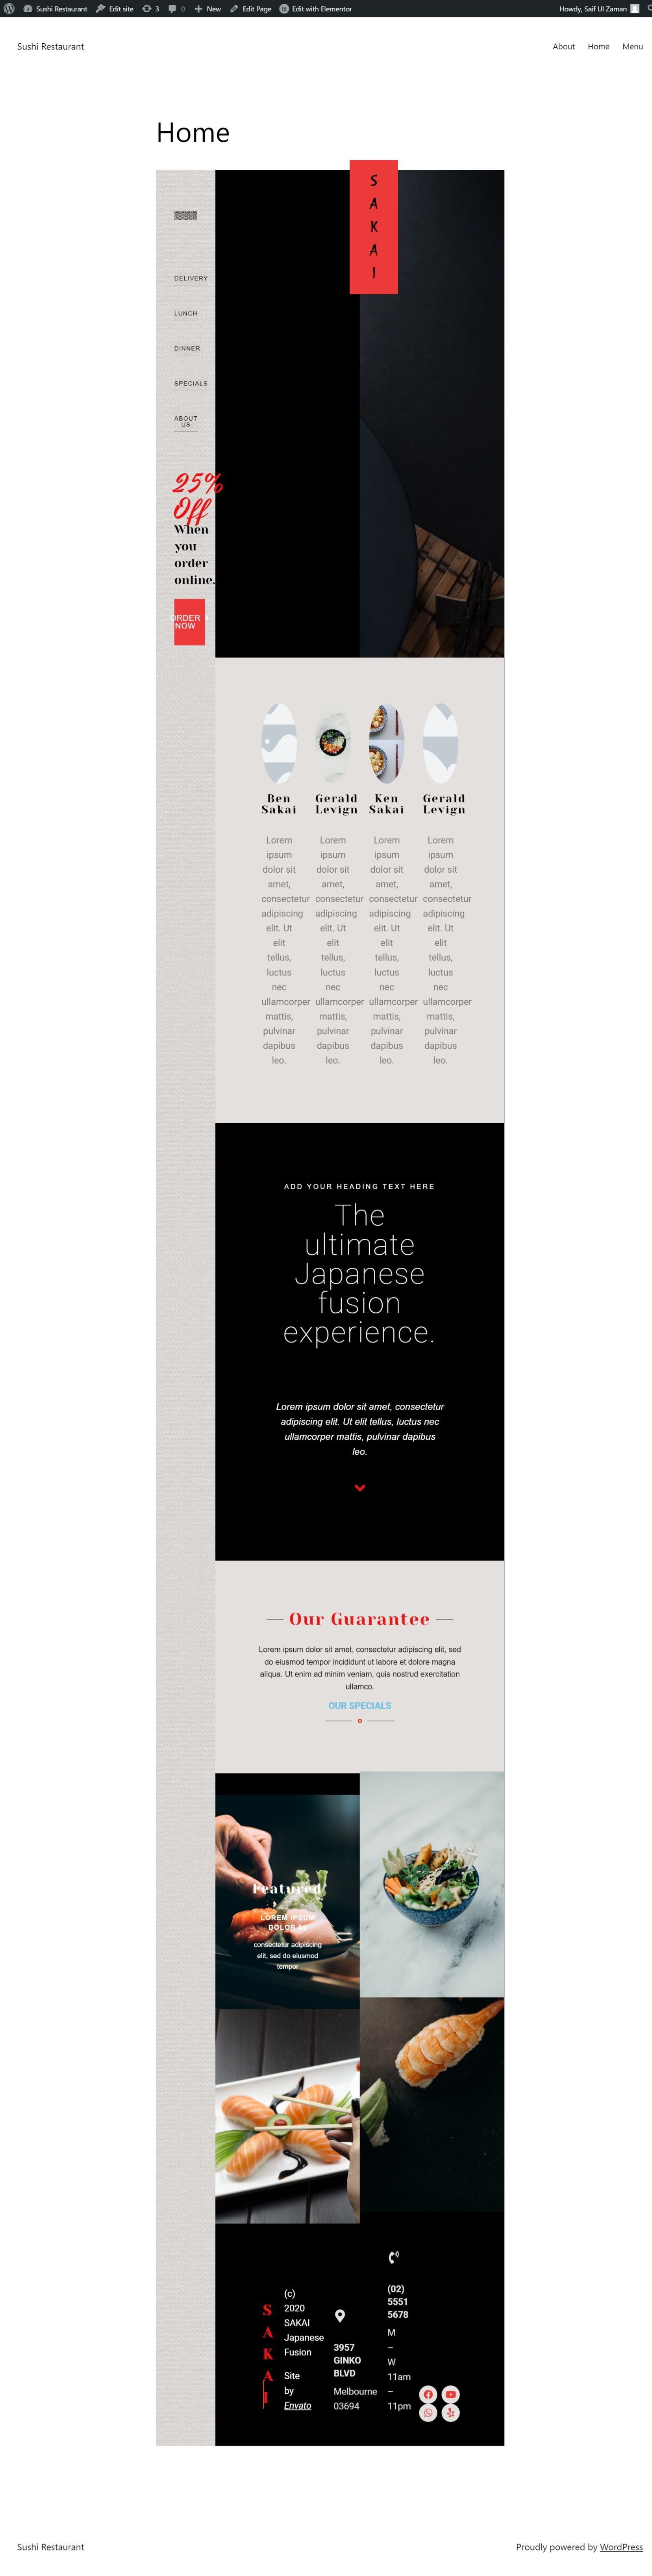 Sushi Restaurant
Edit site
3
0
New
Edit Page
Edit with Elementor
Howdy, Saif Ul Zaman
Sushi Restaurant
About
Home
Menu
Home
S
A
K
A
I
DELIVERY
LUNCH
DINNER
SPECIALS
ABOUT
US
25%
Off
When
you
order
online.
ORDER
NOW
Ben
Sakai
Lorem
ipsum
dolor sit
amet,
consectetur
adipiscing
elit. Ut
elit
tellus,
luctus
nec
ullamcorper
mattis,
pulvinar
dapibus
leo.
Gerald
Levign
Lorem
ipsum
dolor sit
amet,
consectetur
adipiscing
elit. Ut
elit
tellus,
luctus
nec
ullamcorper
mattis,
pulvinar
dapibus
leo.
Ken
Sakai
Lorem
ipsum
dolor sit
amet,
consectetur
adipiscing
elit. Ut
elit
tellus,
luctus
nec
ullamcorper
mattis,
pulvinar
dapibus
leo.
Gerald
Levign
Lorem
ipsum
dolor sit
amet,
consectetur
adipiscing
elit. Ut
elit
tellus,
luctus
nec
ullamcorper
mattis,
pulvinar
dapibus
leo.
ADD YOUR HEADING TEXT HERE
The
ultimate
Japanese
fusion
experience.
Lorem ipsum dolor sit amet, consectetur
adipiscing elit. Ut elit tellus, luctus nec
ullamcorper mattis, pulvinar dapibus
leo.
Our Guarantee
Lorem ipsum dolor sit amet, consectetur adipiscing elit, sed
do eiusmod tempor incididunt ut labore et dolore magna
aliqua. Ut enim ad minim veniam, quis nostrud exercitation
ullamco.
OUR SPECIALS
Featured
LOREM IPSUM
DOLOR
consectetur adipiscing
elit, sed do eiusmod
tempor
S
A
K
A
I
(c)
2020
SAKAI
Japanese
Fusion
Site
by
Envato
3957
GINKO
BLVD
Melbourne
03694
(02)
5551
5678
M
–
W
11am
–
11pm
Sushi Restaurant
Proudly powered by WordPress